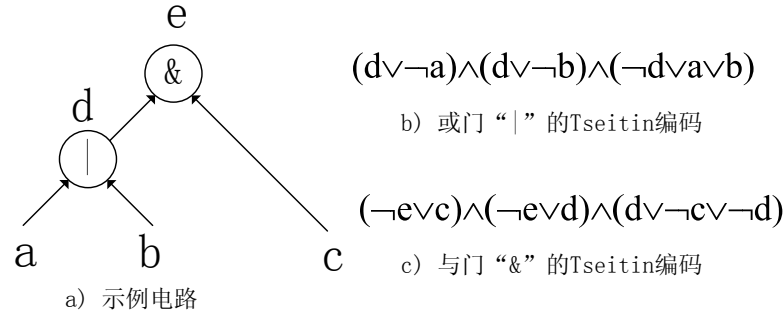 e
&
d
|
a
b
c
a) 示例电路
(d∨¬a)∧(d∨¬b)∧(¬d∨a∨b)
b) 或门“|”的Tseitin编码
(¬e∨c)∧(¬e∨d)∧(d∨¬c∨¬d)
c) 与门“&”的Tseitin编码